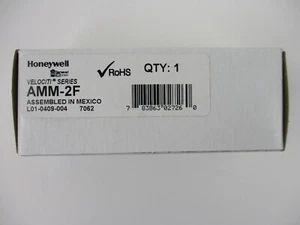 Honeywell
VELOCITI® SERIES
AMM-2F
ASSEMBLED IN MEXICO
L01-0409-004 7062
RoHS
QTY: 1
7 83863 02726 0